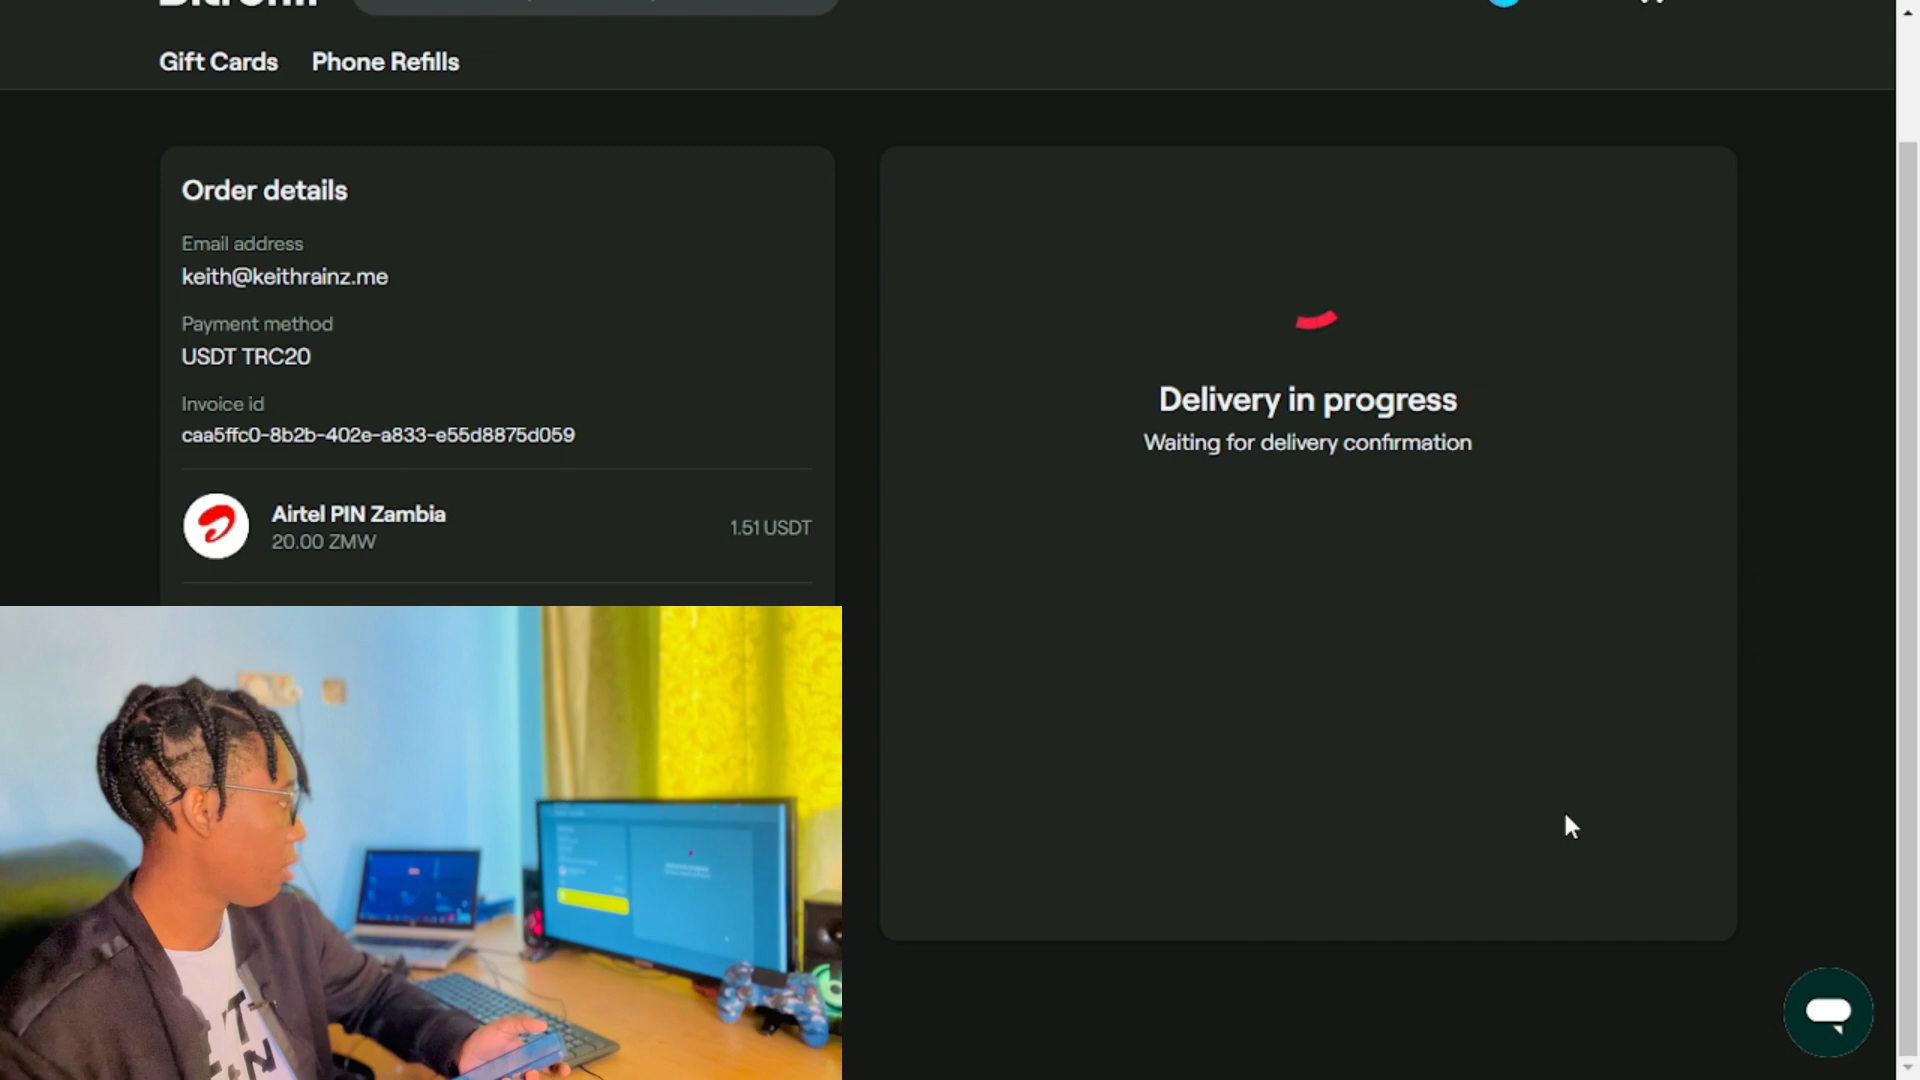 Gift Cards
Phone Refills
Order details
Email address
keith@keithrainz.me
Payment method
USDT TRC20
Invoice id
caa5ffc0-8b2b-402e-a833-e55d8875d059
Airtel PIN Zambia
1.51 USDT
20.00 ZMW
Delivery in progress
Waiting for delivery confirmation